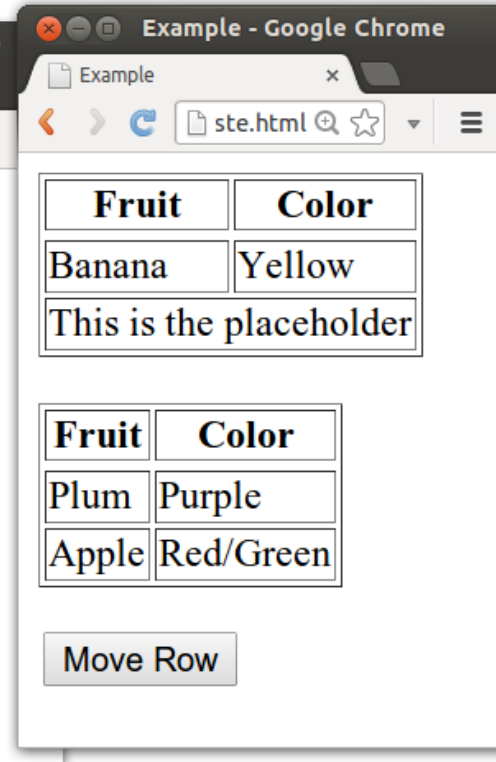 Example - Google Chrome
Example
ste.html
Fruit Color
Banana Yellow
This is the placeholder
Fruit Color
Plum Purple
Apple Red/Green
Move Row